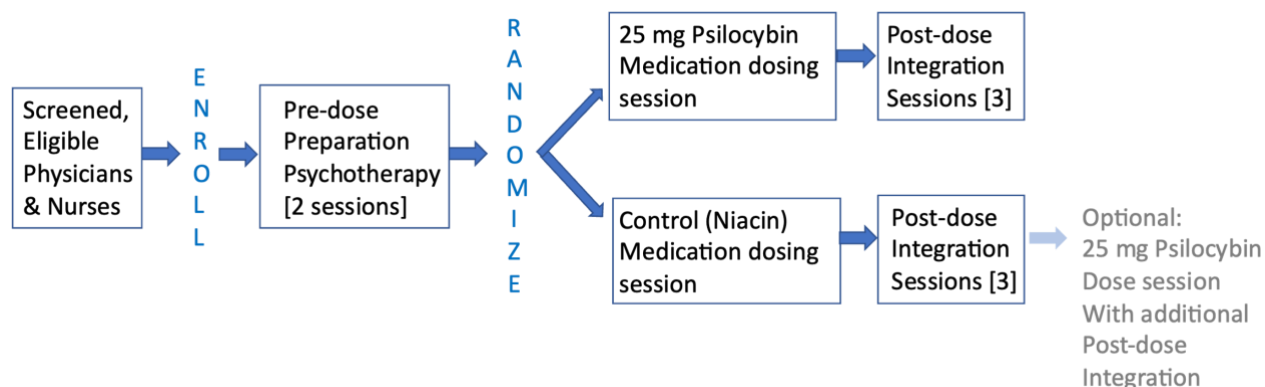 Screened,
Eligible
Physicians
& Nurses
ENROLL
Pre-dose
Preparation
Psychotherapy
[2 sessions]
RANDOMIZE
25 mg Psilocybin
Medication dosing
session
Post-dose
Integration
Sessions [3]
Control (Niacin)
Medication dosing
session
Post-dose
Integration
Sessions [3]
Optional:
25 mg Psilocybin
Dose session
With additional
Post-dose
Integration